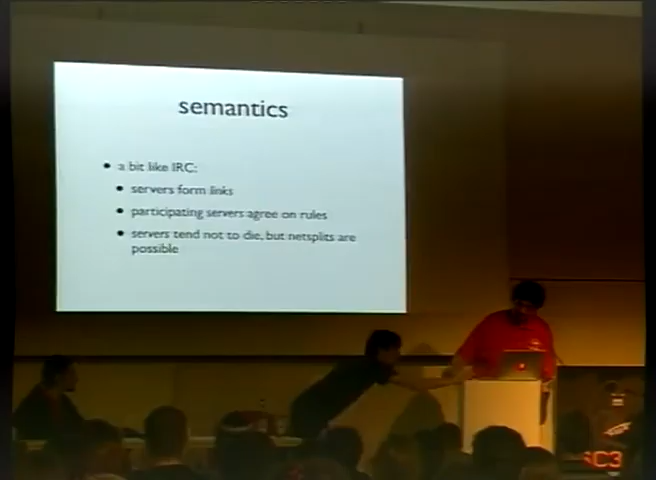 semantics
• a bit like IRC:
• servers form links
• participating servers agree on rules
• servers tend not to die, but netsplits are
possible
C3